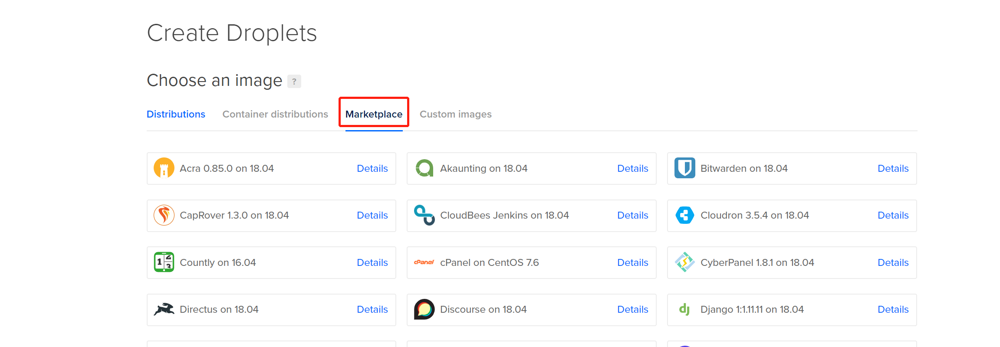 Create Droplets
Choose an image ?
Distributions Container distributions Marketplace Custom images
Acra 0.85.0 on 18.04 Details Akaunting on 18.04 Details Bitwarden on 18.04 Details
CapRover 1.3.0 on 18.04 Details CloudBees Jenkins on 18.04 Details Cloudron 3.5.4 on 18.04 Details
1 2 3 Countly on 16.04 Details cPanel cPanel on CentOS 7.6 Details CyberPanel 1.8.1 on 18.04 Details
Directus on 18.04 Details Discourse on 18.04 Details dj Django 1:1.11.11 on 18.04 Details